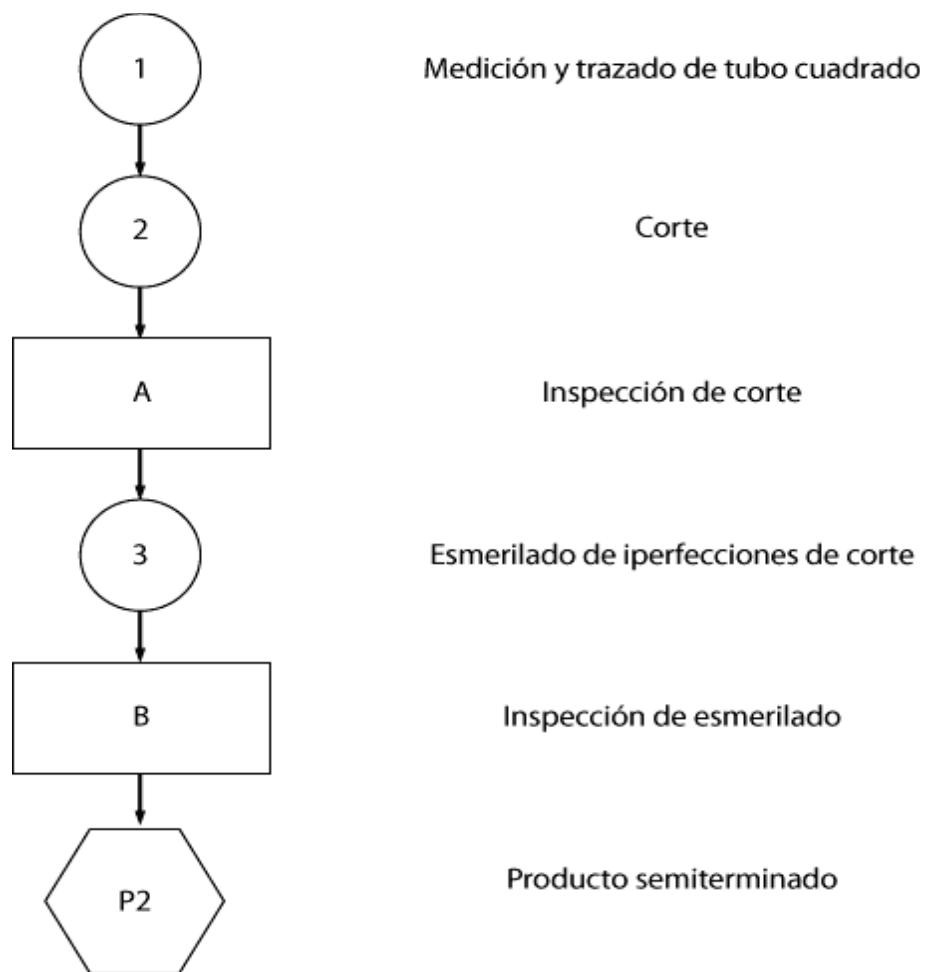 1 Medición y trazado de tubo cuadrado
2 Corte
A Inspección de corte
3 Esmerilado de iperfecciones de corte
B Inspección de esmerilado
P2 Producto semiterminado